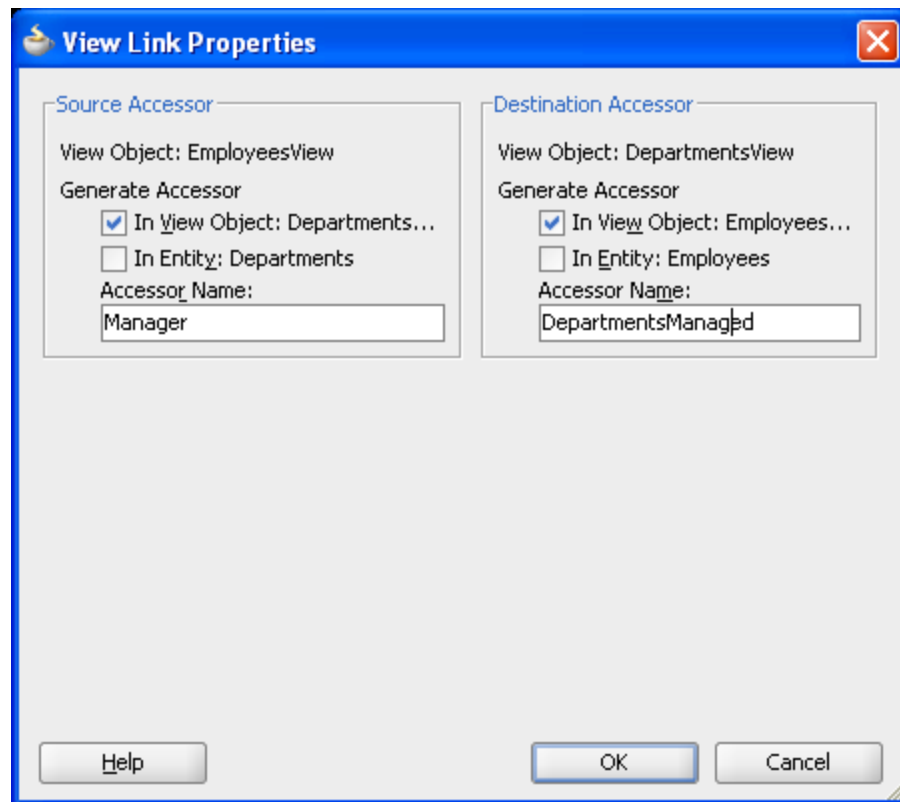 View Link Properties
Source Accessor
View Object: EmployeesView
Generate Accessor
In View Object: Departments...
In Entity: Departments
Accessor Name:
Manager
Destination Accessor
View Object: DepartmentsView
Generate Accessor
In View Object: Employees...
In Entity: Employees
Accessor Name:
DepartmentsManaged
Help
OK
Cancel